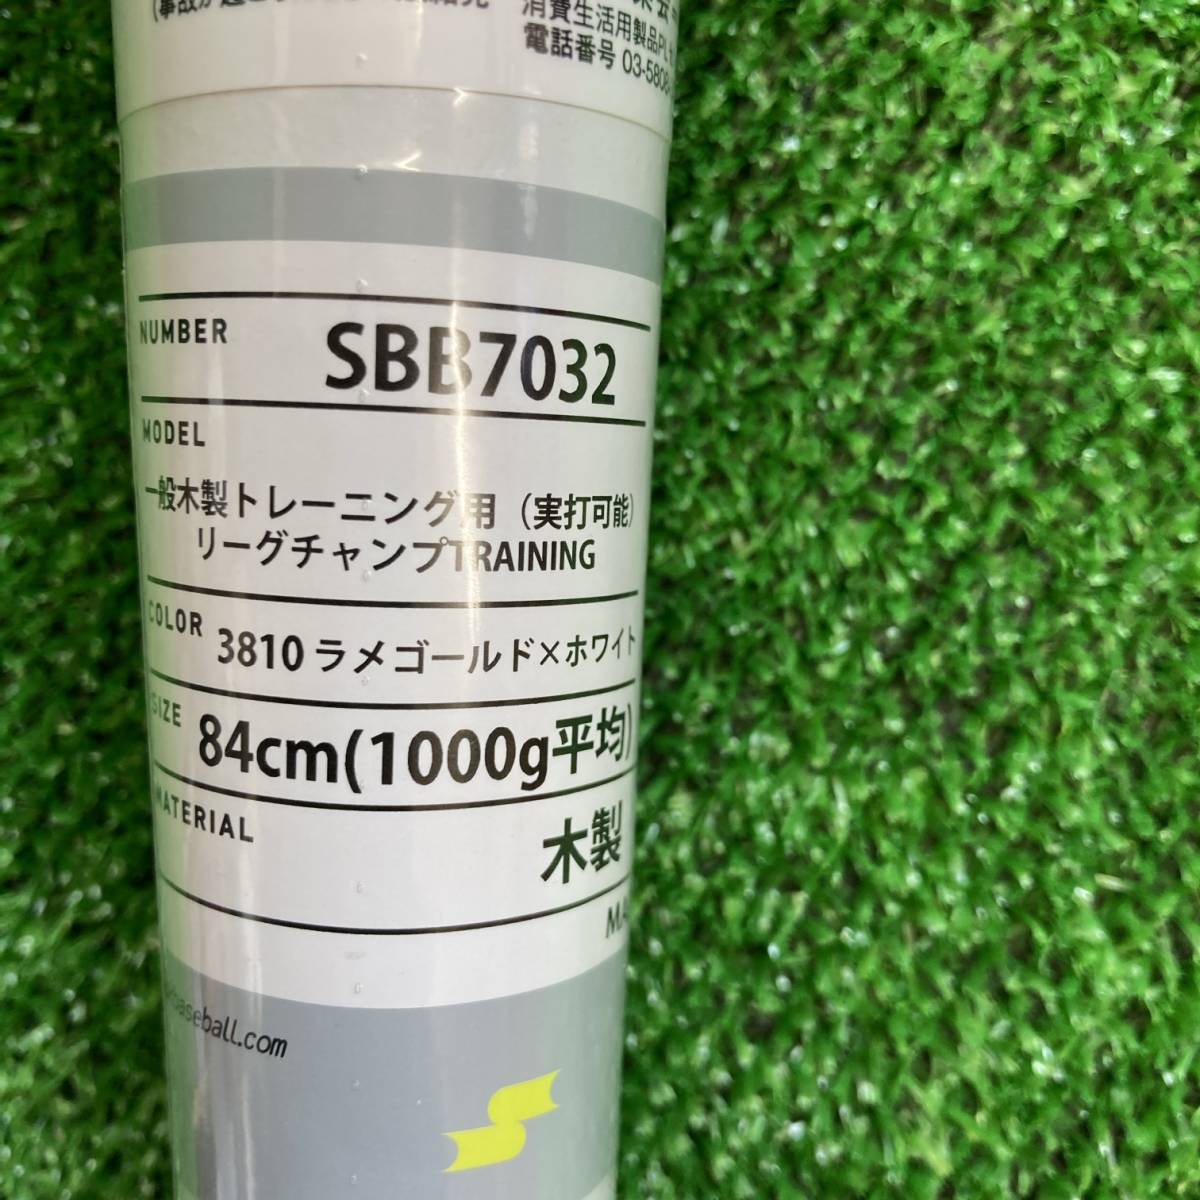 消費生活用製品PL
電話番号 03-5808
NUMBER
SBB7032
MODEL
一般木製トレーニング用（実打可能）
リーグチャンプTRAINING
COLOR
3810 ラメゴールド×ホワイト
SIZE
84cm(1000g平均)
MATERIAL
木製
baseball.com